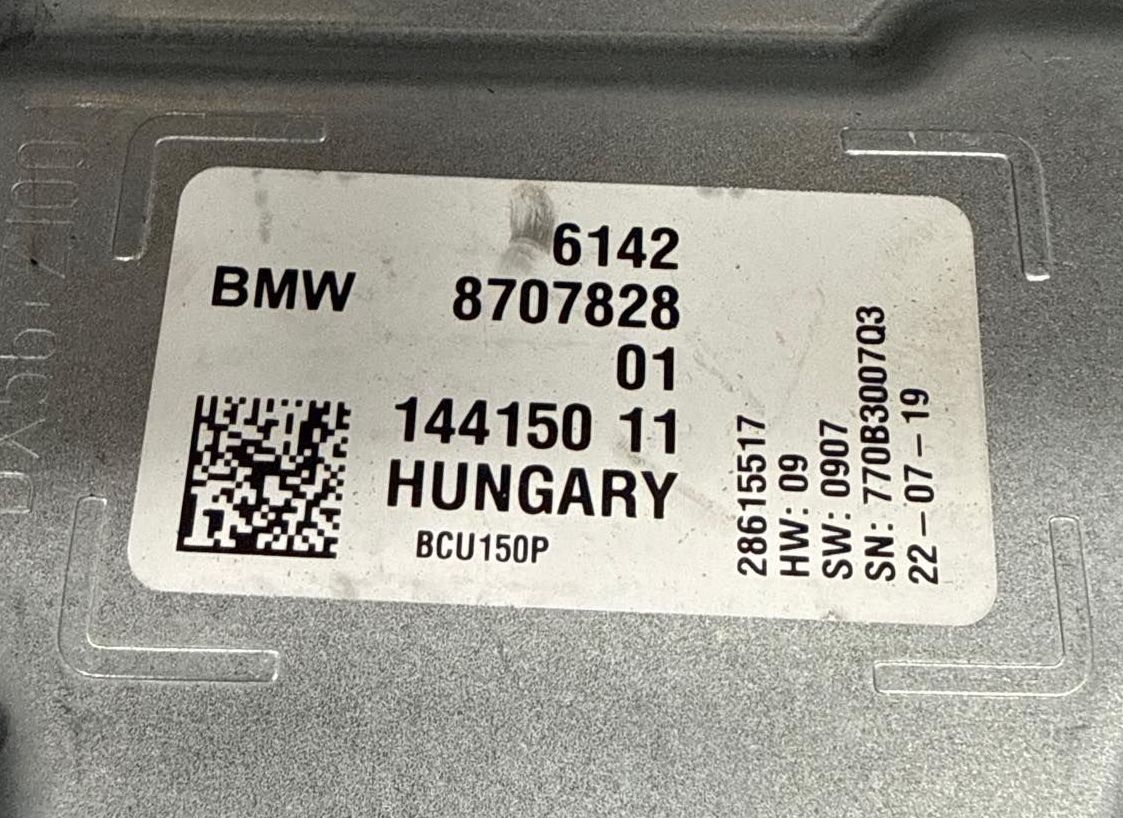 6142
BMW 8707828
01
144150 11
HUNGARY
BCU150P
28615517
HW: 09
SW: 0907
SN: 770B3007Q3
22-07-19